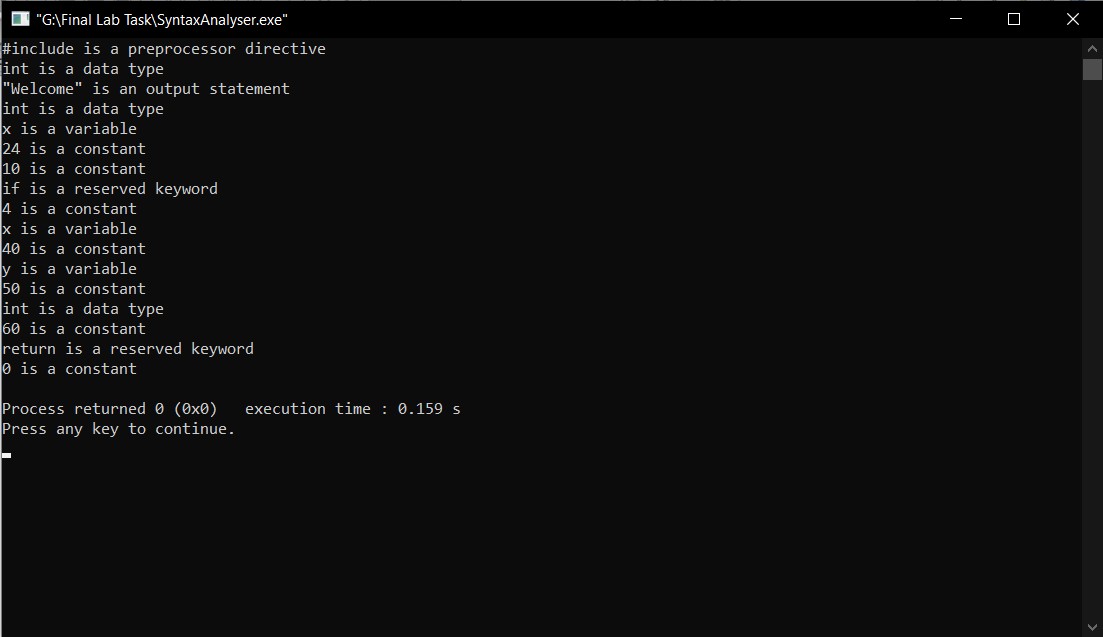 "G:\Final Lab Task\SyntaxAnalyser.exe"
#include is a preprocessor directive
int is a data type
"Welcome" is an output statement
int is a data type
x is a variable
24 is a constant
10 is a constant
if is a reserved keyword
4 is a constant
x is a variable
40 is a constant
y is a variable
50 is a constant
int is a data type
60 is a constant
return is a reserved keyword
0 is a constant
Process returned 0 (0x0)   execution time : 0.159 s
Press any key to continue.